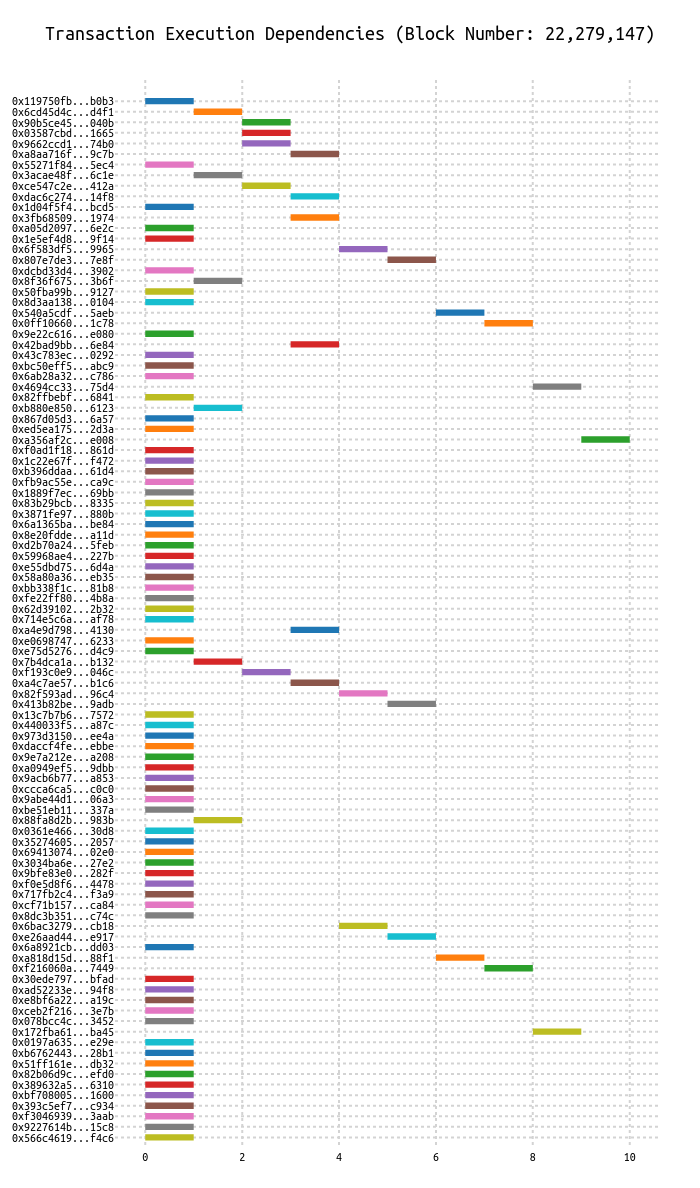 Transaction Execution Dependencies (Block Number: 22,279,147)
0x119750fb...b0b3
0x6cd45d4c...d4f1
0x90b5ce45...040b
0x03587cbd...1665
0x9662ccd1...74b0
0xa8aa716f...9c7b
0x55271f84...5ec4
0x3acae48f...6c1e
0xce547c2e...412a
0xdac6c274...14f8
0x1d04f5f4...bcd5
0x3fb68509...1974
0xa05d2097...6e2c
0x1e5ef4d8...9f14
0x6f583df5...9965
0x807e7de3...7e8f
0xdcbd33d4...3902
0x8f36f675...3b6f
0x50fba99b...9127
0x8d3aa138...0104
0x540a5cdf...5aeb
0x0ff10660...1c78
0x9e22c616...e080
0x42bad9bb...6e84
0x43c783ec...0292
0xbc50eff5...abc9
0x6ab28a32...c786
0x4694cc33...75d4
0x82ffbebf...6841
0xb880e850...6123
0x867d05d3...6a57
0xed5ea175...2d3a
0xa356af2c...e008
0xf0ad1f18...861d
0x1c22e67f...f472
0xb396ddaa...61d4
0xfb9ac55e...ca9c
0x1889f7ec...69bb
0x83b29bcb...8335
0x3871fe97...880b
0x6a1365ba...be84
0x8e20fdde...a11d
0xd2b70a24...5feb
0x59968ae4...227b
0xe55dbd75...6d4a
0x58a80a36...eb35
0xbb338f1c...81b8
0xfe22ff80...4b8a
0x62d39102...2b32
0x714e5c6a...af78
0xa4e9d798...4130
0xe0698747...6233
0xe75d5276...d4c9
0x7b4dca1a...b132
0xf193c0e9...046c
0xa4c7ae57...b1c6
0x82f593ad...96c4
0x413b82be...9adb
0x13c7b7b6...7572
0x440033f5...a87c
0x973d3150...ee4a
0xdaccf4fe...ebbe
0x9e7a212e...a208
0xa0949ef5...9dbb
0x9acb6b77...a853
0xccca6ca5...c0c0
0x9abe44d1...06a3
0xbe51eb11...337a
0x88fa8d2b...983b
0x0361e466...30d8
0x35274605...2057
0x69413074...02e0
0x3034ba6e...27e2
0x9bfe83e0...282f
0xf0e5d8f6...4478
0x717fb2c4...f3a9
0xcf71b157...ca84
0x8dc3b351...c74c
0x6bac3279...cb18
0xe26aad44...e917
0x6a8921cb...dd03
0xa818d15d...88f1
0xf216060a...7449
0x30ede797...bfad
0xad52233e...94f8
0xe8bf6a22...a19c
0xceb2f216...3e7b
0x078bcc4c...3452
0x172fba61...ba45
0x0197a635...e29e
0xb6762443...28b1
0x51ff161e...db32
0x82b06d9c...efd0
0x389632a5...6310
0xbf708005...1600
0x393c5ef7...c934
0xf3046939...3aab
0x9227614b...15c8
0x566c4619...f4c6
0 2 4 6 8 10